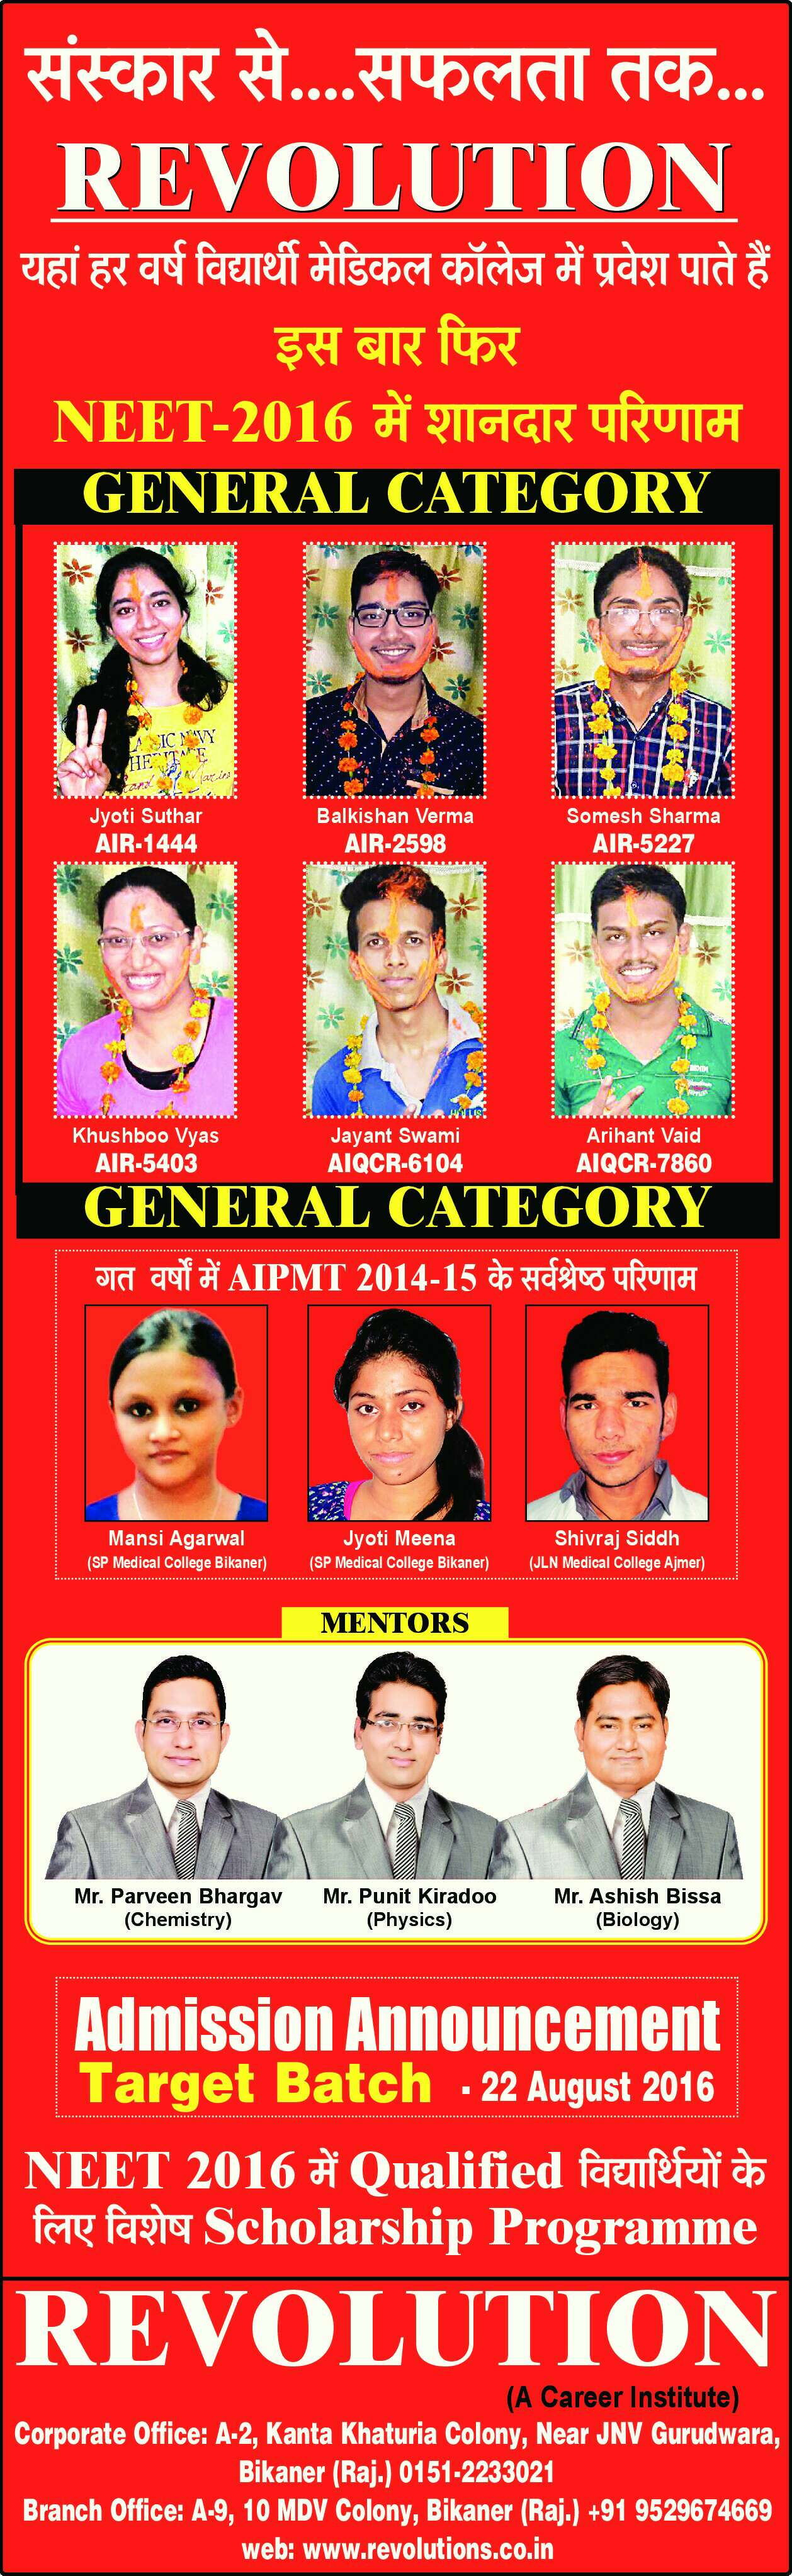 संस्कार से....सफलता तक...
REVOLUTION
यहां हर वर्ष विद्यार्थी मेडिकल कॉलेज में प्रवेश पाते हैं
इस बार फिर
NEET-2016 में शानदार परिणाम
GENERAL CATEGORY
Jyoti Suthar Balkishan Verma Somesh Sharma
AIR-1444 AIR-2598 AIR-5227
Khushboo Vyas Jayant Swami Arihant Vaid
AIR-5403 AIQCR-6104 AIQCR-7860
GENERAL CATEGORY
गत वर्षों में AIPMT 2014-15 के सर्वश्रेष्ठ परिणाम
Mansi Agarwal Jyoti Meena Shivraj Siddh
(SP Medical College Bikaner) (SP Medical College Bikaner) (JLN Medical College Ajmer)
MENTORS
Mr. Parveen Bhargav Mr. Punit Kiradoo Mr. Ashish Bissa
(Chemistry) (Physics) (Biology)
Admission Announcement
Target Batch - 22 August 2016
NEET 2016 में Qualified विद्यार्थियों के
लिए विशेष Scholarship Programme
REVOLUTION
(A Career Institute)
Corporate Office: A-2, Kanta Khaturia Colony, Near JNV Gurudwara,
Bikaner (Raj.) 0151-2233021
Branch Office: A-9, 10 MDV Colony, Bikaner (Raj.) +91 9529674669
web: www.revolutions.co.in